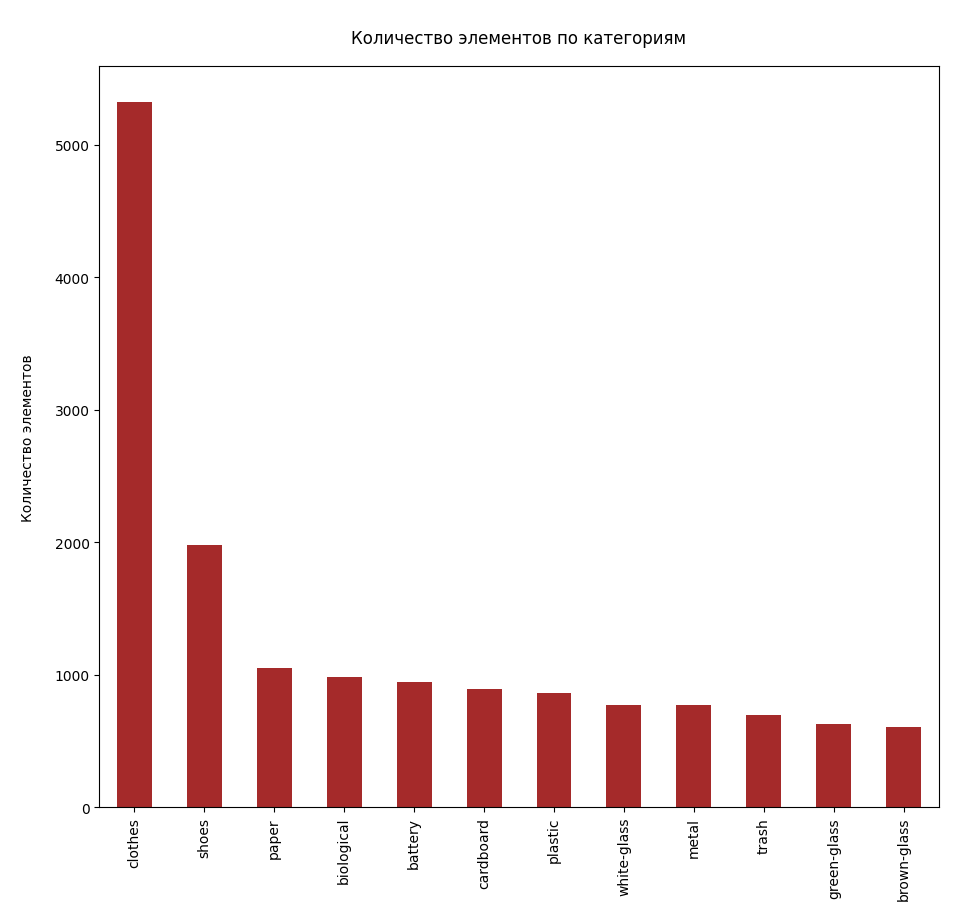 Количество элементов по категориям
Количество элементов
5000
4000
3000
2000
1000
0
clothes
shoes
paper
biological
battery
cardboard
plastic
white-glass
metal
trash
green-glass
brown-glass